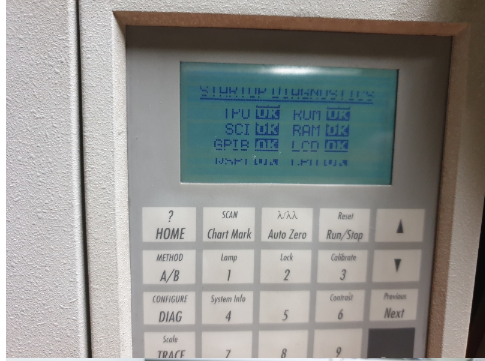 STARTUP DIAGNOSTICS
TPU OK ROM OK
SCI OK RAM OK
GPIB OK LCD OK
? SCAN λ/λλ Reset
HOME Chart Mark Auto Zero Run/Stop ▲
METHOD Lamp Lock Calibrate
A/B 1 2 3 ▼
CONFIGURE System Info Contrast Previous
DIAG 4 5 6 Next
Scale
TRACE 7 8 9